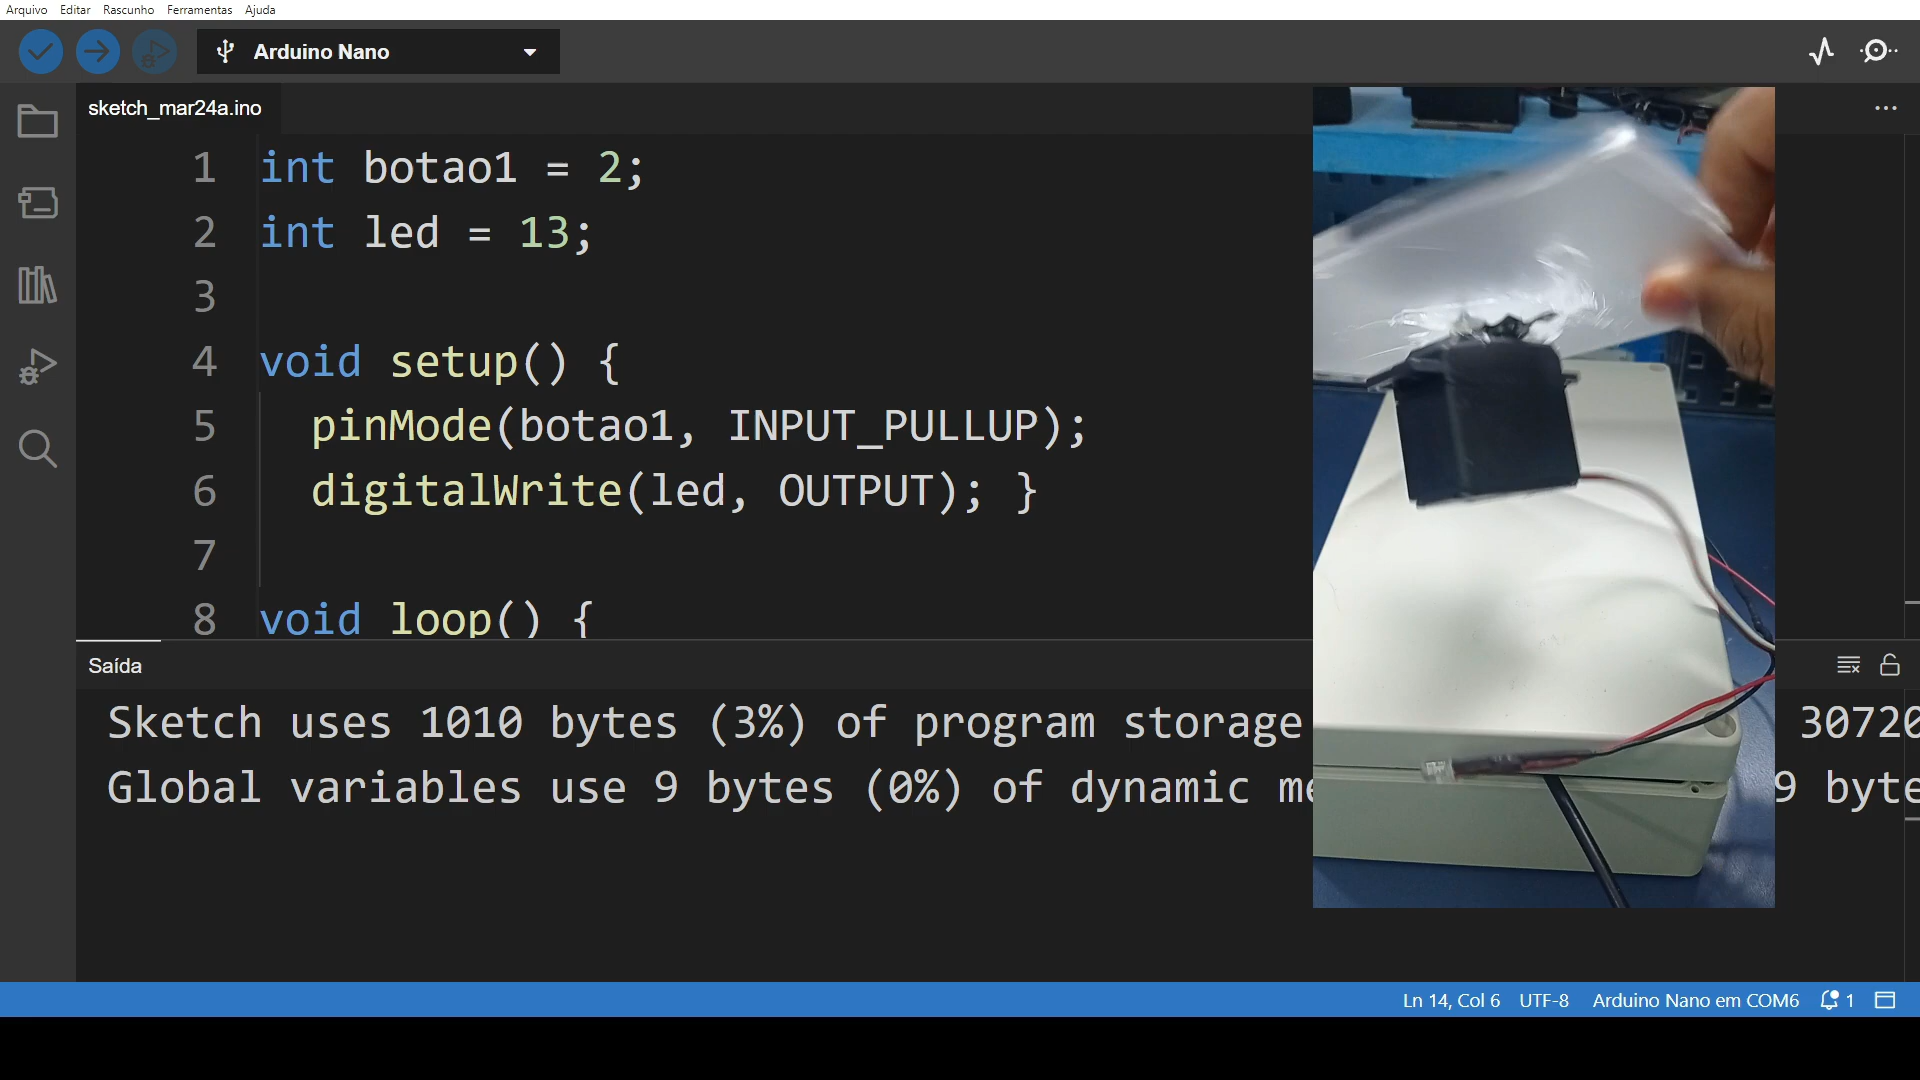 Arquivo Editar Rascunho Ferramentas Ajuda
Arduino Nano
sketch_mar24a.ino
1 int botao1 = 2;
2 int led = 13;
3
4 void setup() {
5 pinMode(botao1, INPUT_PULLUP);
6 digitalWrite(led, OUTPUT); }
7
8 void loop() {
Saída
Sketch uses 1010 bytes (3%) of program storage 30720
Global variables use 9 bytes (0%) of dynamic 9
Ln 14, Col 6 UTF-8 Arduino Nano em COM6 1